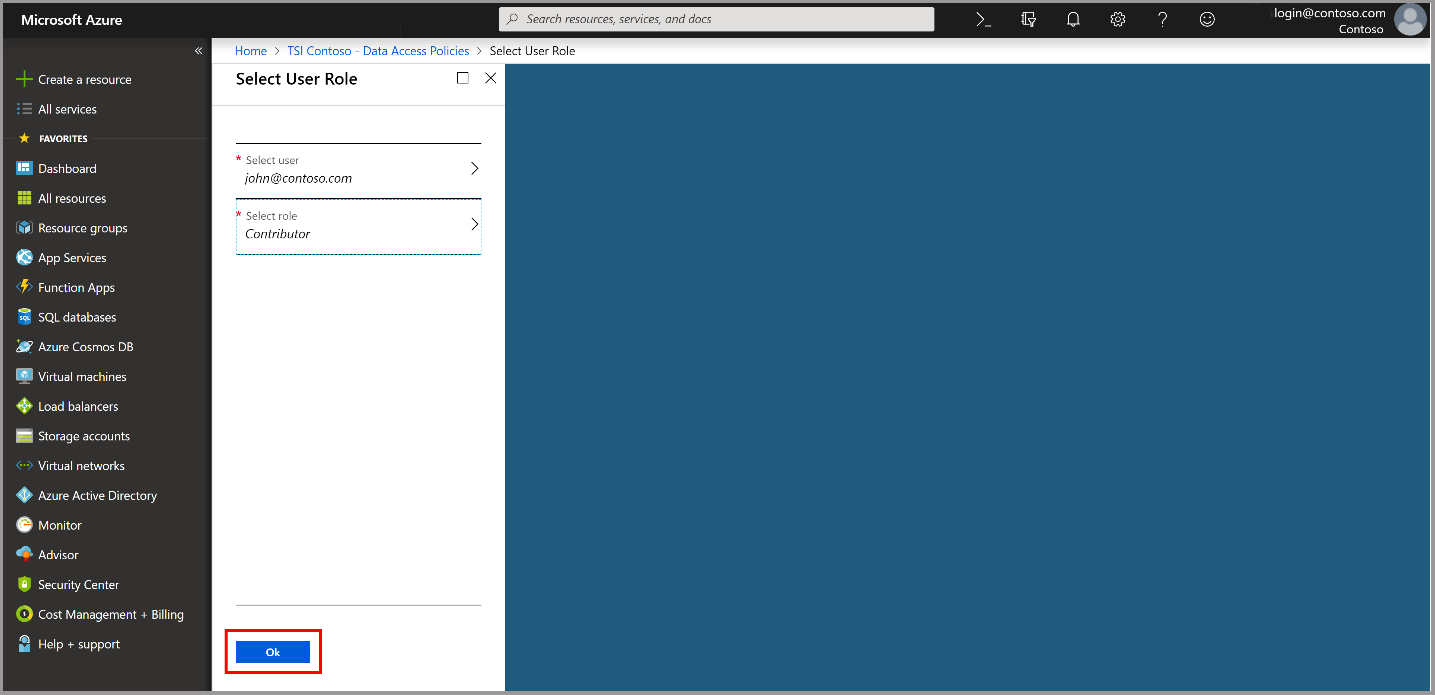 Microsoft Azure
Search resources, services, and docs
login@contoso.com
Contoso
Home > TSI Contoso - Data Access Policies > Select User Role
Create a resource
All services
FAVORITES
Dashboard
All resources
Resource groups
App Services
Function Apps
SQL databases
Azure Cosmos DB
Virtual machines
Load balancers
Storage accounts
Virtual networks
Azure Active Directory
Monitor
Advisor
Security Center
Cost Management + Billing
Help + support
Select User Role
* Select user
john@contoso.com
* Select role
Contributor
Ok